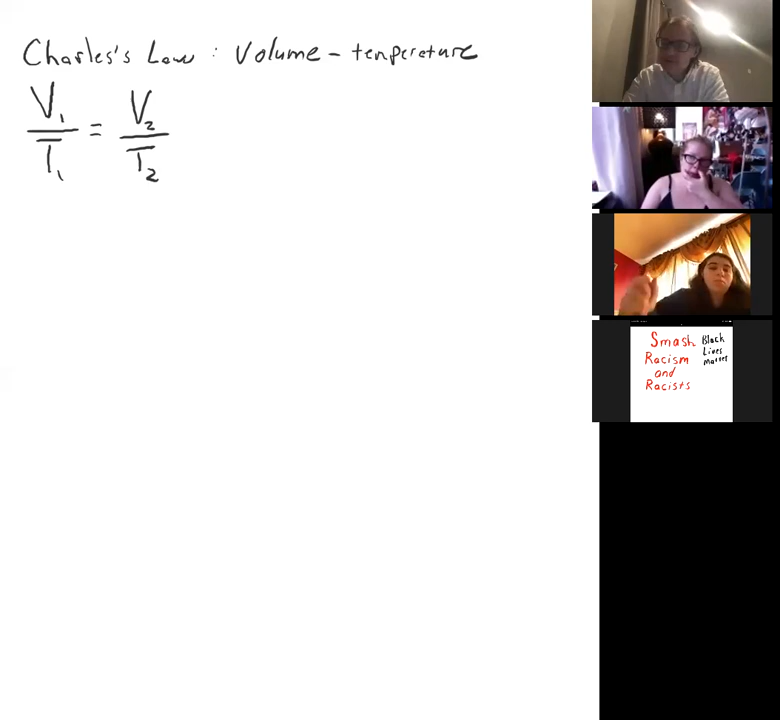 Charles's Law : Volume - temperature
V₁/T₁ = V₂/T₂
Smash
Racism
and
Racists
Black
Lives
Matter